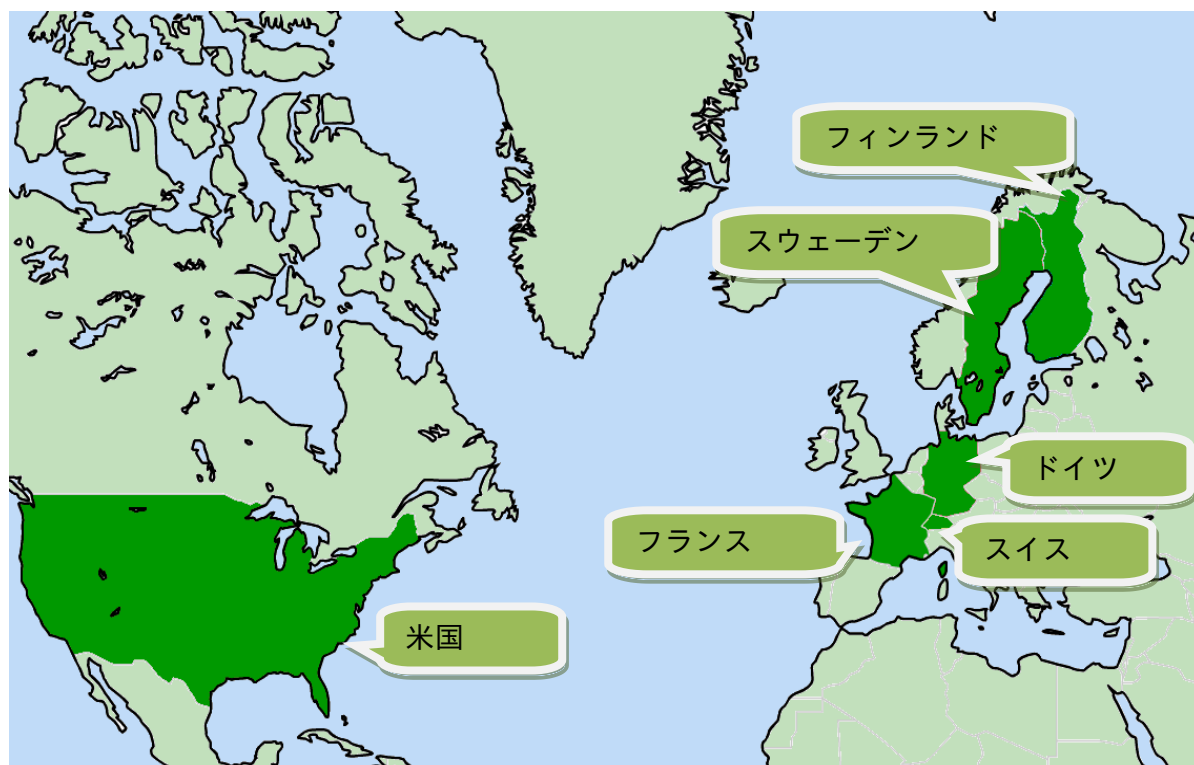 フィンランド
スウェーデン
ドイツ
フランス
スイス
米国